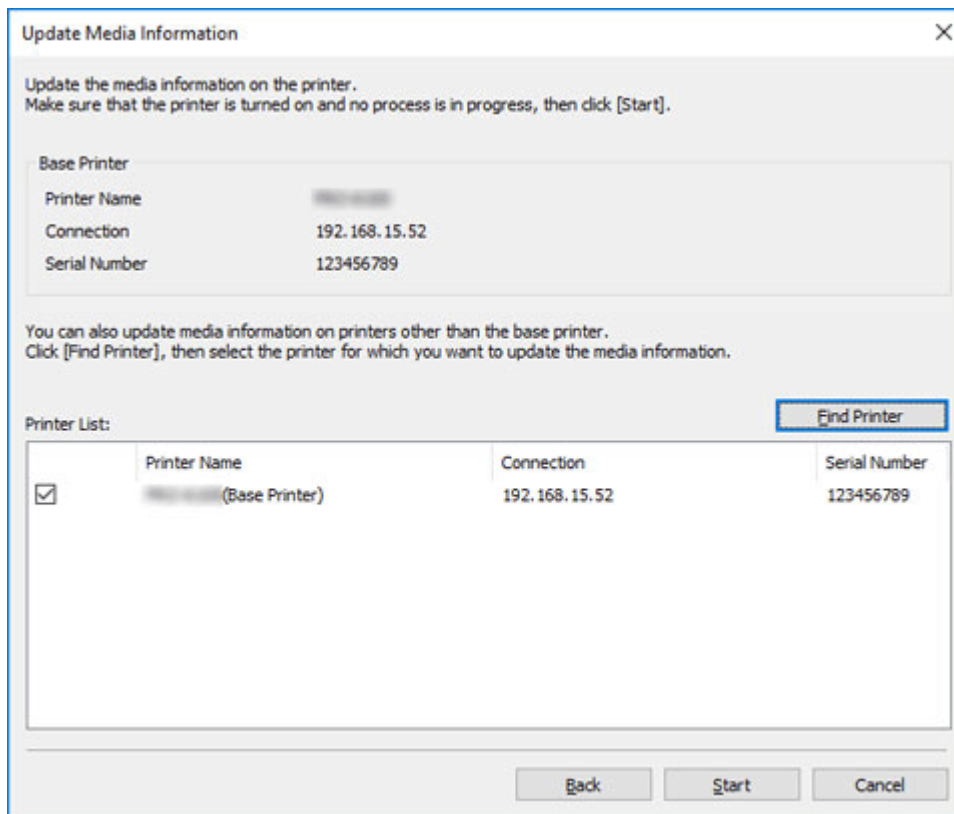 Update Media Information
Update the media information on the printer.
Make sure that the printer is turned on and no process is in progress, then click [Start].
Base Printer
Printer Name
Connection 192.168.15.52
Serial Number 123456789
You can also update media information on printers other than the base printer.
Click [Find Printer], then select the printer for which you want to update the media information.
Find Printer
Printer List:
Printer Name Connection Serial Number
(Base Printer) 192.168.15.52 123456789
Back Start Cancel